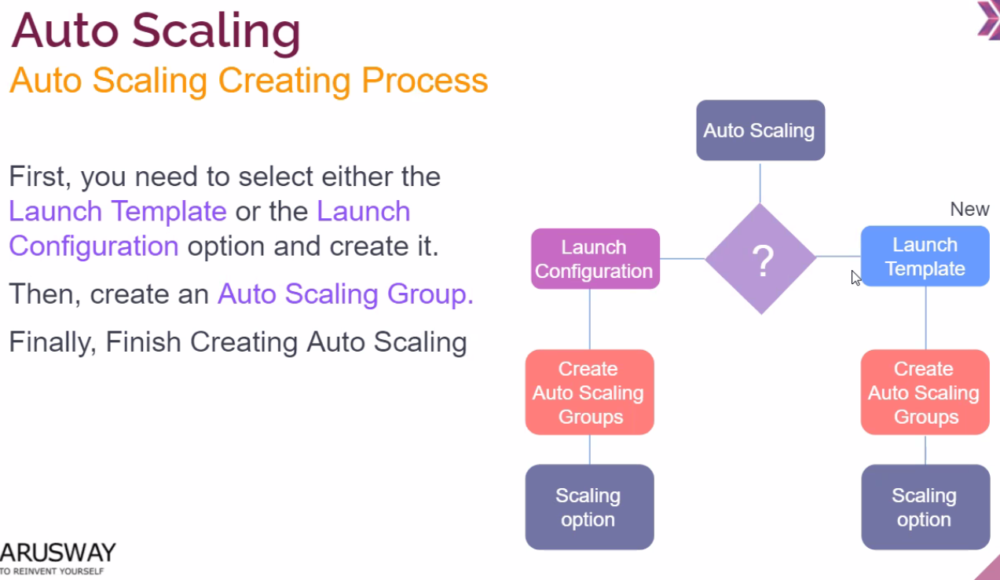 Auto Scaling
Auto Scaling Creating Process
First, you need to select either the
Launch Template or the Launch
Configuration option and create it.
Then, create an Auto Scaling Group.
Finally, Finish Creating Auto Scaling
Auto Scaling
?
New
Launch
Configuration
Launch
Template
Create
Auto Scaling
Groups
Create
Auto Scaling
Groups
Scaling
option
Scaling
option
ARUSWAY
TO REINVENT YOURSELF